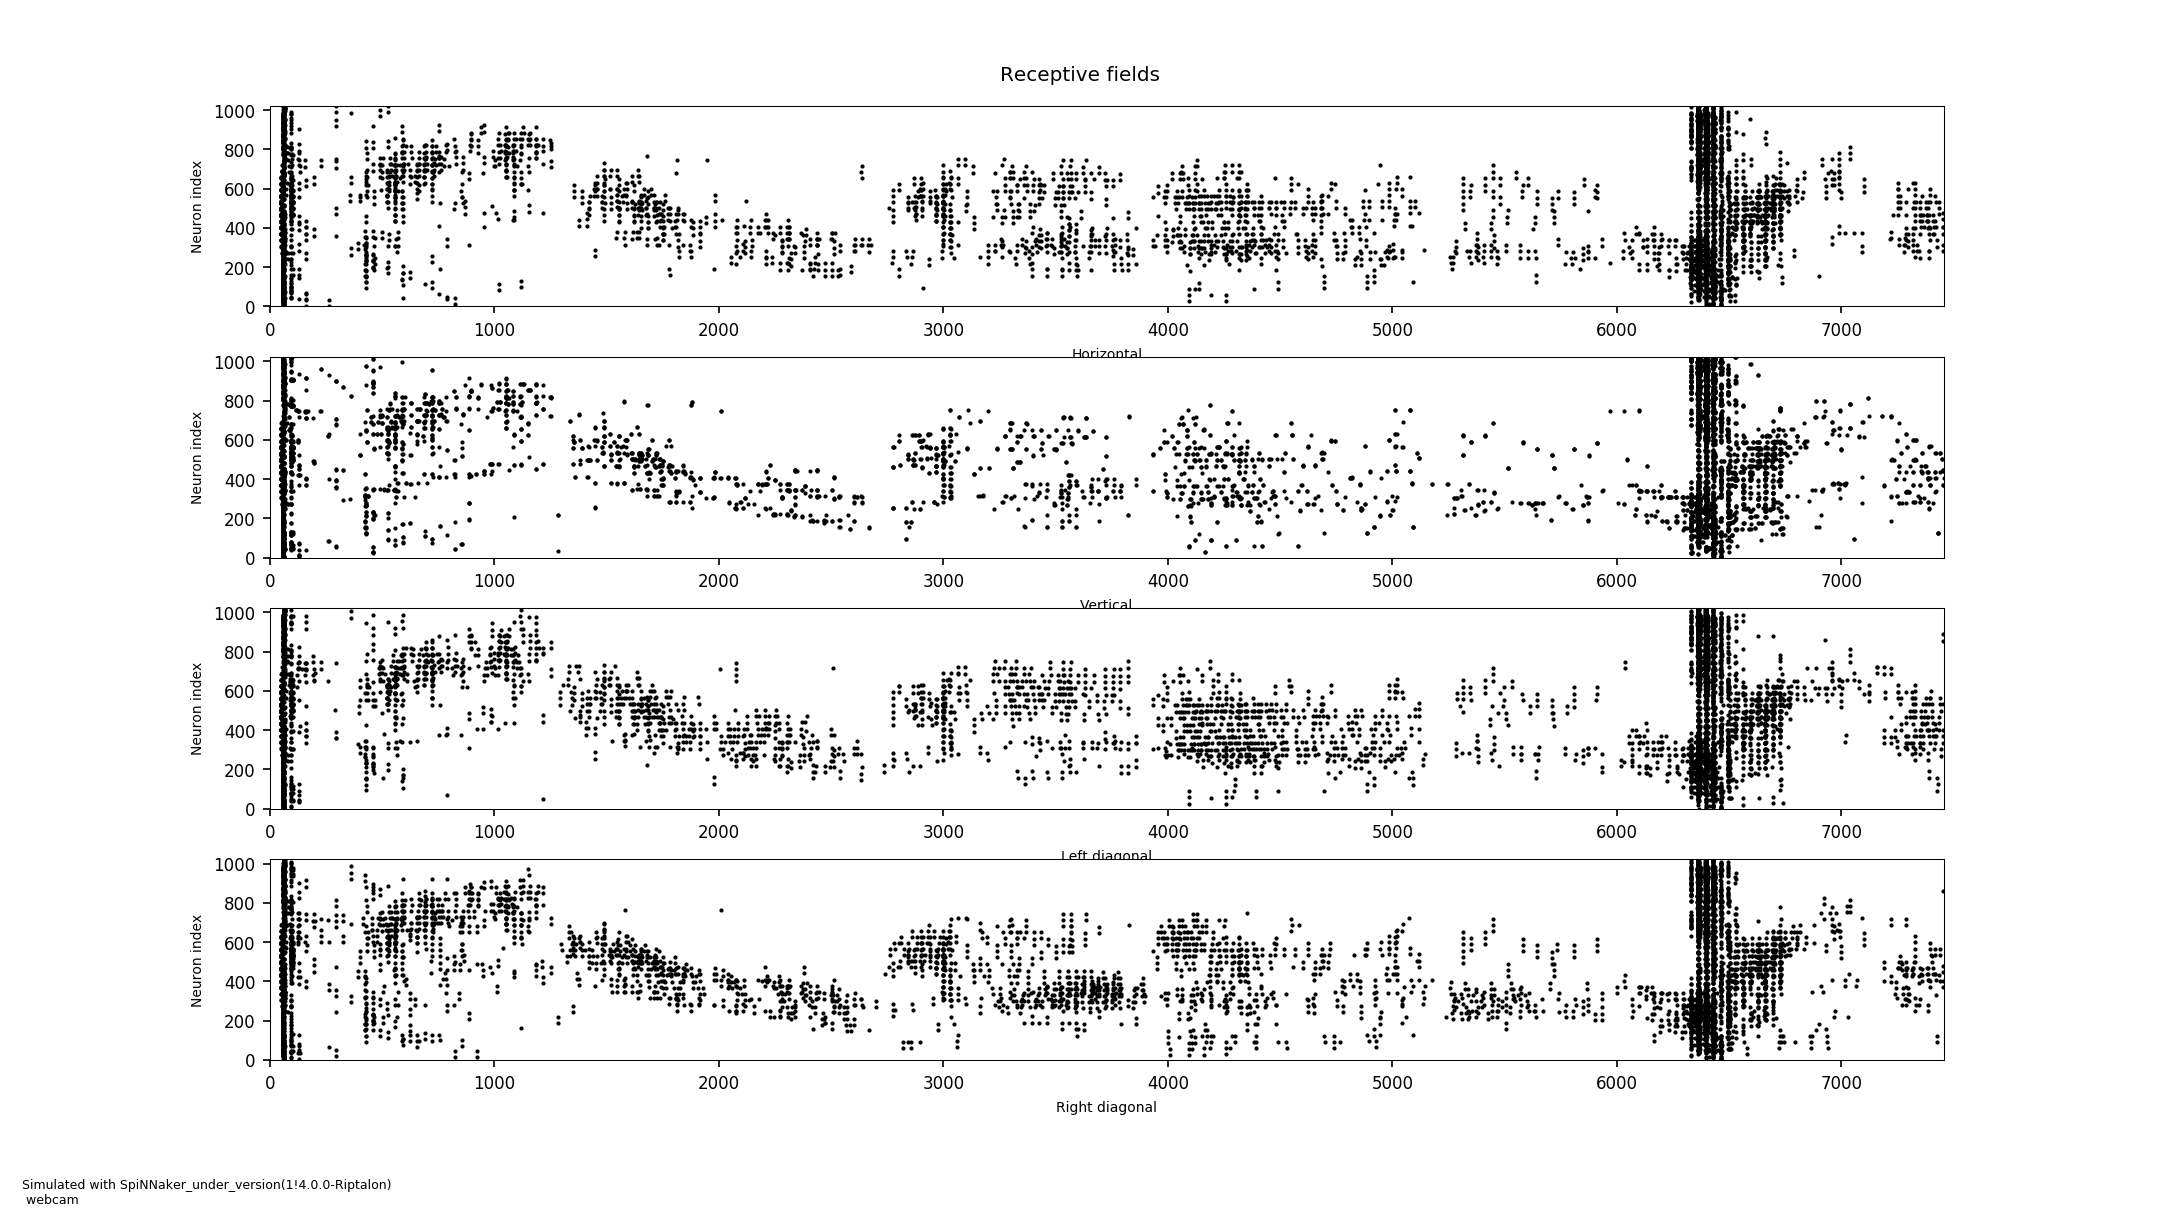 Receptive fields
1000
800
600
400
200
0
Neuron index
0 1000 2000 3000 4000 5000 6000 7000
Horizontal
1000
800
600
400
200
0
Neuron index
0 1000 2000 3000 4000 5000 6000 7000
Vertical
1000
800
600
400
200
0
Neuron index
0 1000 2000 3000 4000 5000 6000 7000
Left diagonal
1000
800
600
400
200
0
Neuron index
0 1000 2000 3000 4000 5000 6000 7000
Right diagonal
Simulated with SpiNNaker_under_version(1!4.0.0-Riptalon)
webcam